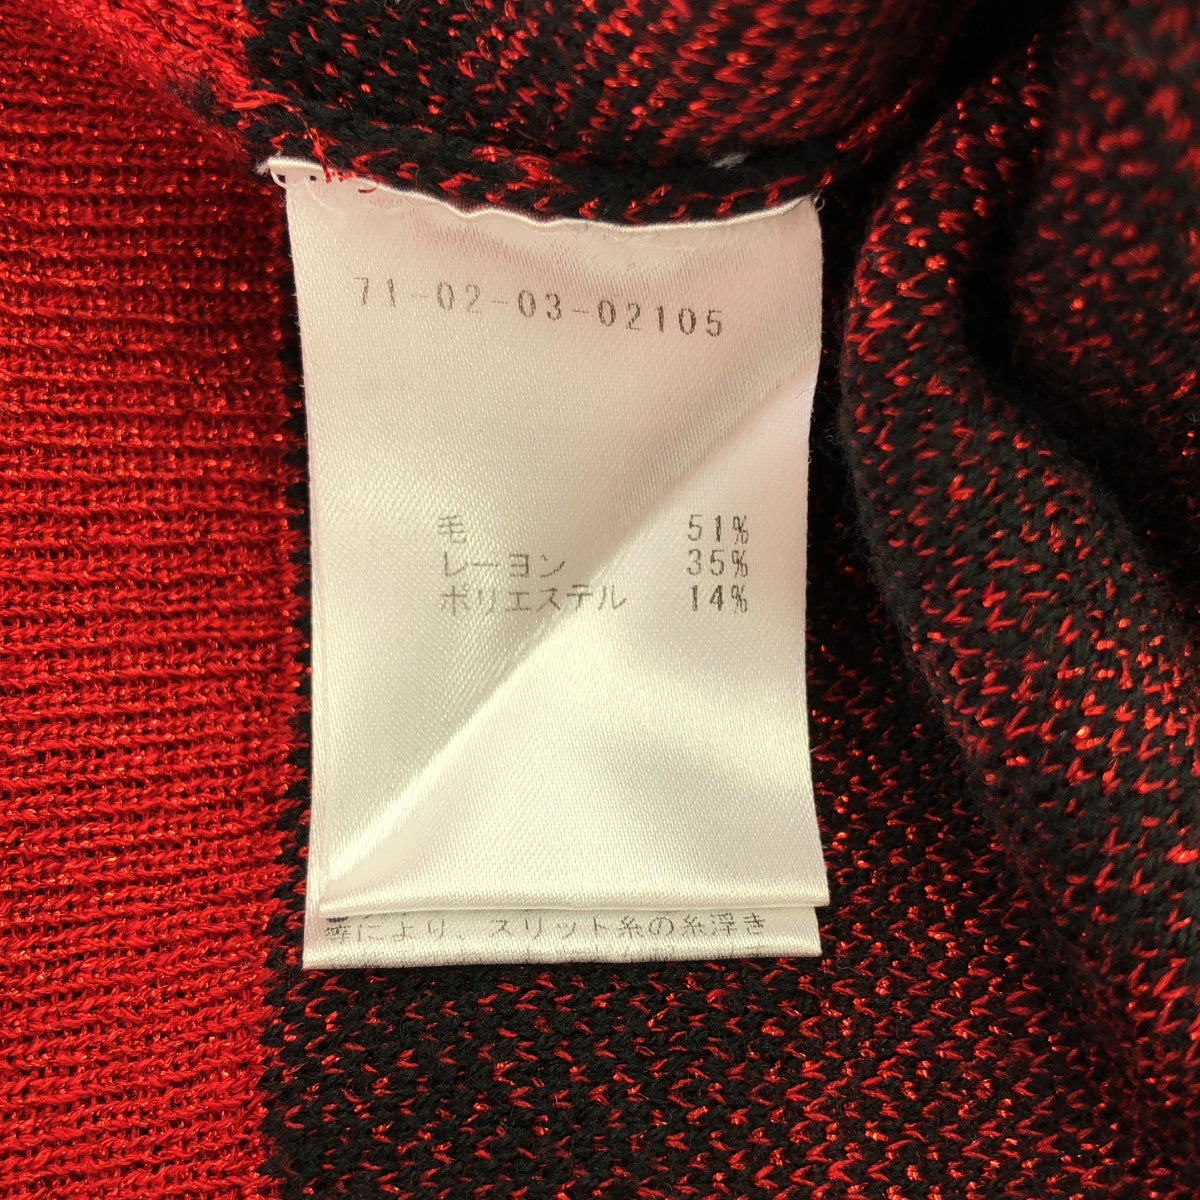 71-02-03-02105
毛 51%
レーヨン 35%
ポリエステル 14%
等により スリット糸の糸浮き